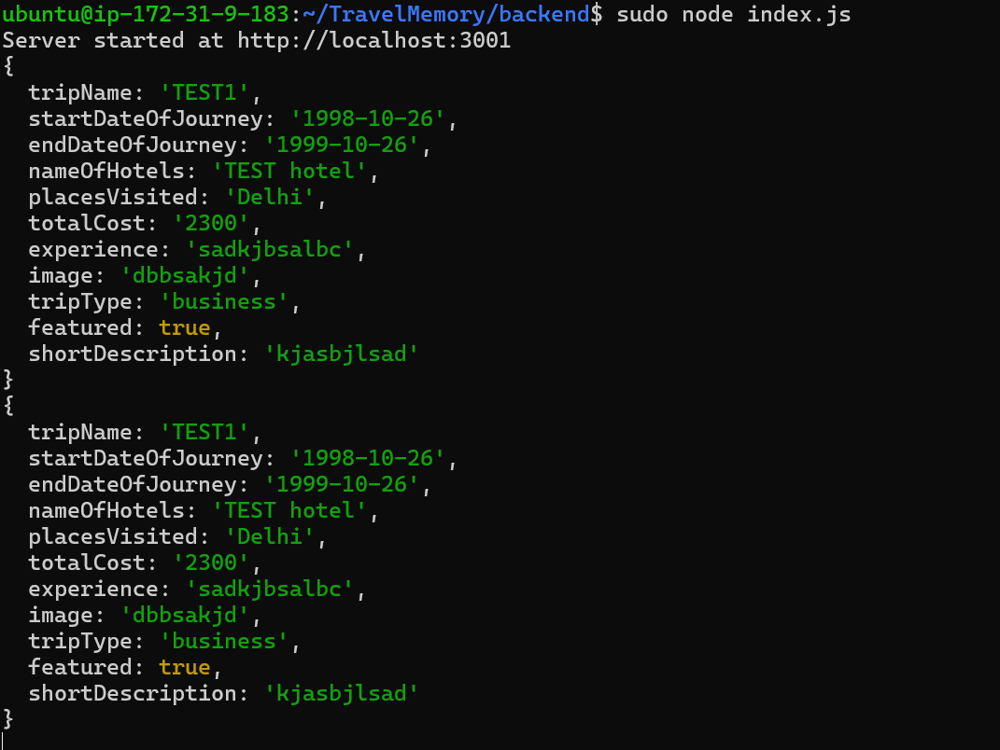 ubuntu@ip-172-31-9-183:~/TravelMemory/backend$ sudo node index.js
Server started at http://localhost:3001
{
  tripName: 'TEST1',
  startDateOfJourney: '1998-10-26',
  endDateOfJourney: '1999-10-26',
  nameOfHotels: 'TEST hotel',
  placesVisited: 'Delhi',
  totalCost: '2300',
  experience: 'sadkjbsalbc',
  image: 'dbbsakjd',
  tripType: 'business',
  featured: true,
  shortDescription: 'kjasbjlsad'
}
{
  tripName: 'TEST1',
  startDateOfJourney: '1998-10-26',
  endDateOfJourney: '1999-10-26',
  nameOfHotels: 'TEST hotel',
  placesVisited: 'Delhi',
  totalCost: '2300',
  experience: 'sadkjbsalbc',
  image: 'dbbsakjd',
  tripType: 'business',
  featured: true,
  shortDescription: 'kjasbjlsad'
}